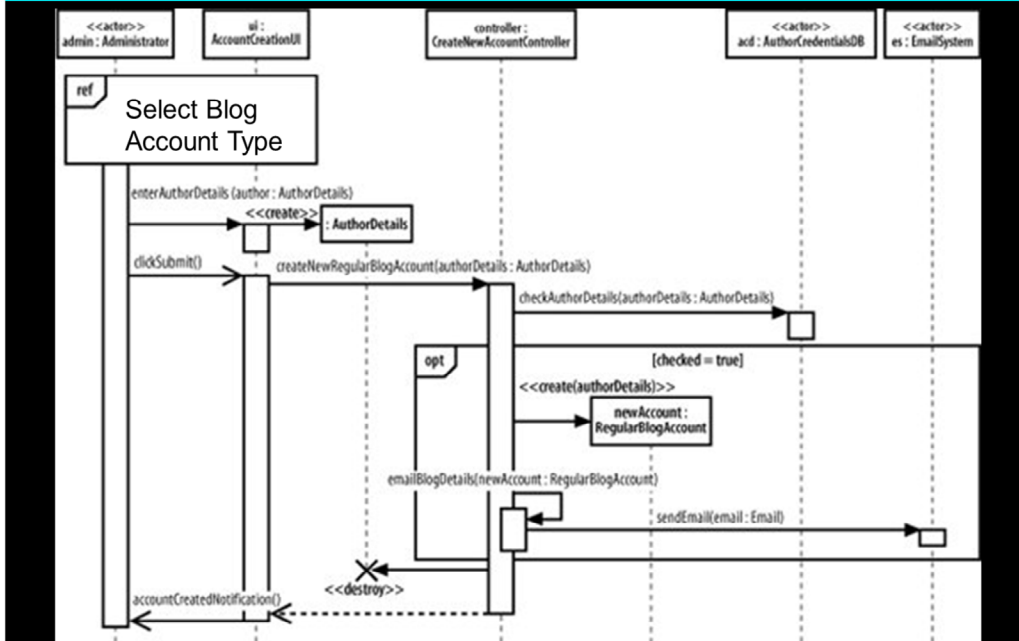 <<actor>>
admin : Administrator
ui :
AccountCreationUI
controller :
CreateNewAccountController
<<actor>>
acd : AuthorCredentialsDB
<<actor>>
es : EmailSystem
ref
Select Blog
Account Type
enterAuthorDetails (author : AuthorDetails)
<<create>>
: AuthorDetails
clickSubmit()
createNewRegularBlogAccount(authorDetails : AuthorDetails)
checkAuthorDetails(authorDetails : AuthorDetails)
opt
[checked = true]
<<create(authorDetails)>>
newAccount :
RegularBlogAccount
emailBlogDetails(newAccount : RegularBlogAccount)
sendEmail(email : Email)
<<destroy>>
accountCreatedNotification()